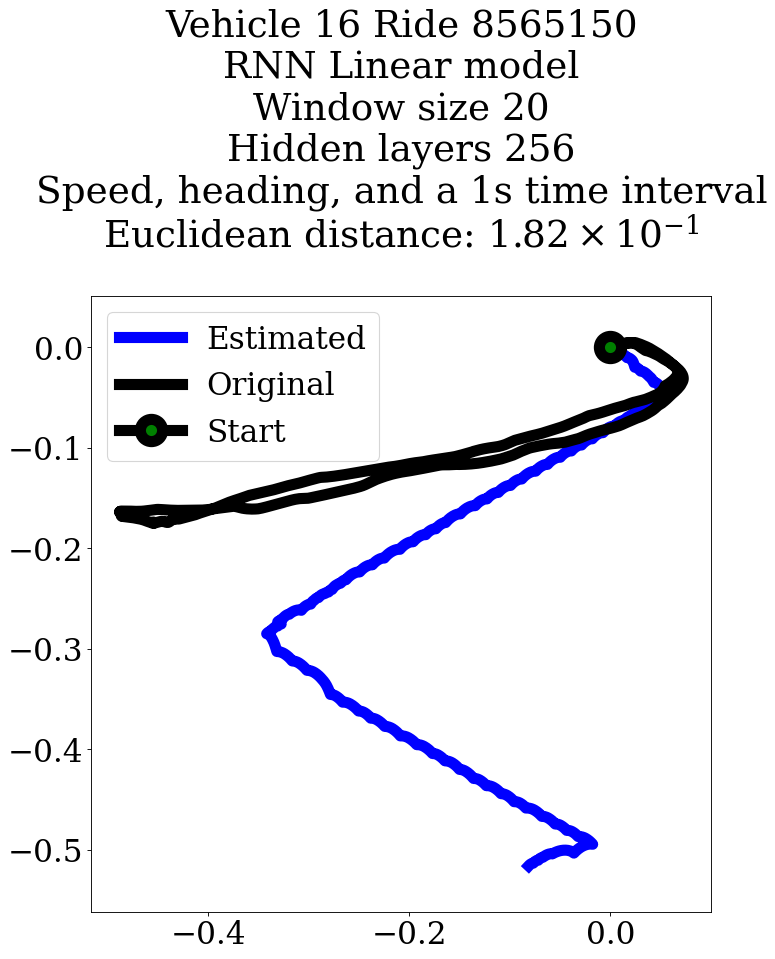 Vehicle 16 Ride 8565150
RNN Linear model
Window size 20
Hidden layers 256
Speed, heading, and a 1s time interval
Euclidean distance: 1.82 × 10⁻¹
Estimated
Original
Start
0.0
−0.1
−0.2
−0.3
−0.4
−0.5
−0.4 −0.2 0.0